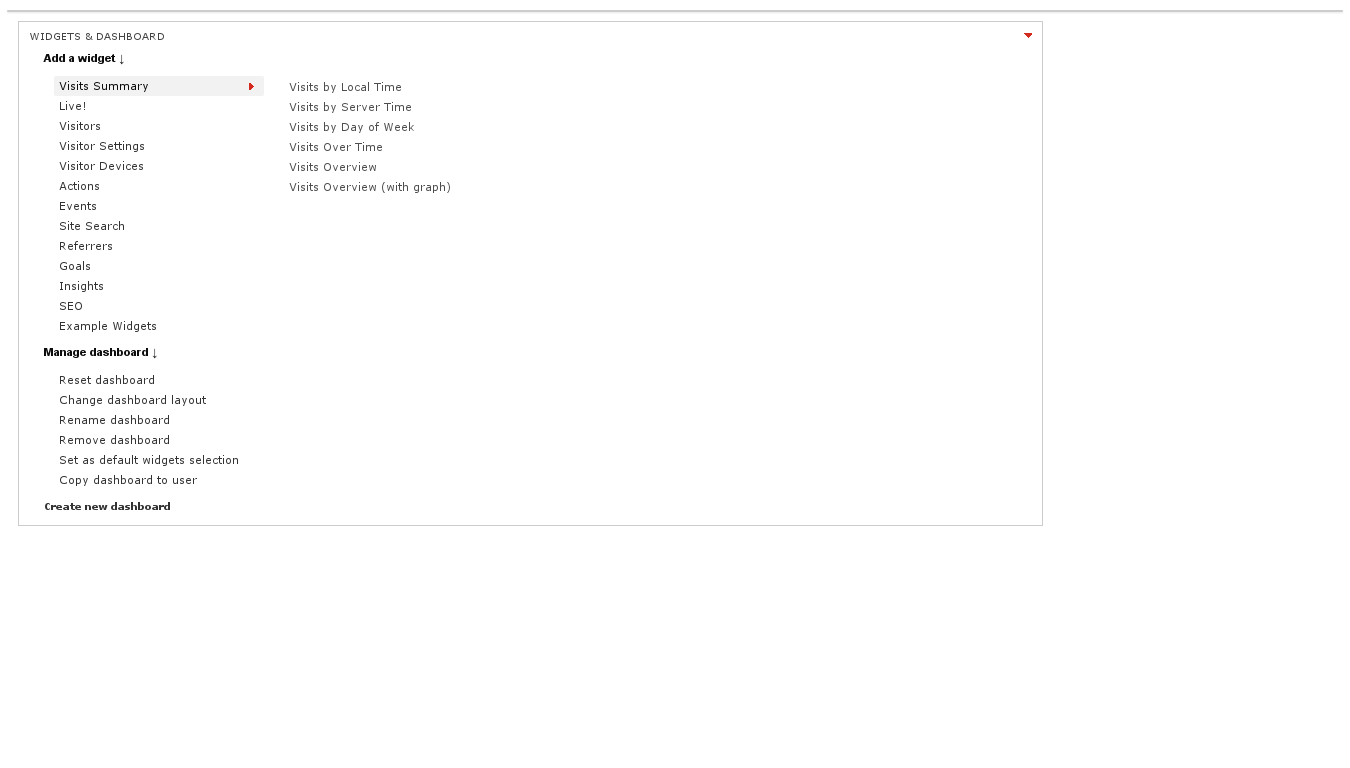 WIDGETS & DASHBOARD
Add a widget ↓
Visits Summary
Live!
Visitors
Visitor Settings
Visitor Devices
Actions
Events
Site Search
Referrers
Goals
Insights
SEO
Example Widgets
Visits by Local Time
Visits by Server Time
Visits by Day of Week
Visits Over Time
Visits Overview
Visits Overview (with graph)
Manage dashboard ↓
Reset dashboard
Change dashboard layout
Rename dashboard
Remove dashboard
Set as default widgets selection
Copy dashboard to user
Create new dashboard